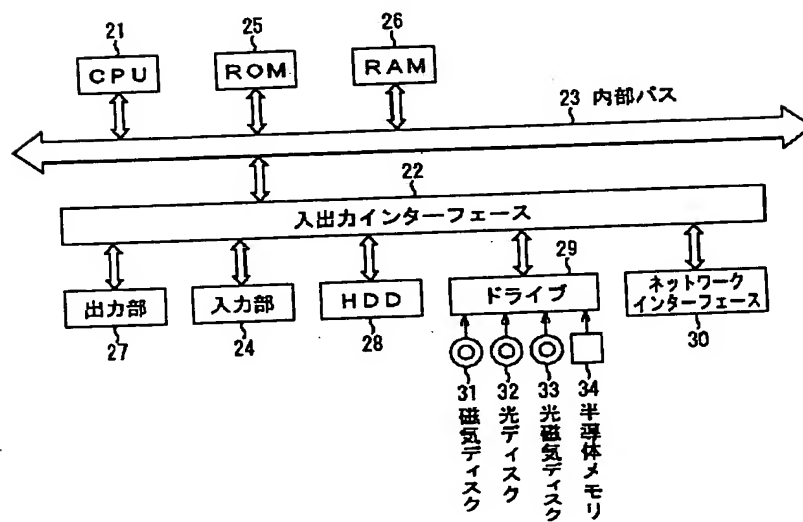 21
25
26
CPU
ROM
RAM
23 内部バス
22
入出力インターフェース
29
出力部
入力部
HDD
ドライブ
ネットワーク
インターフェース
27
24
28
30
31 磁気ディスク
32 光ディスク
33 光磁気ディスク
34 半導体メモリ